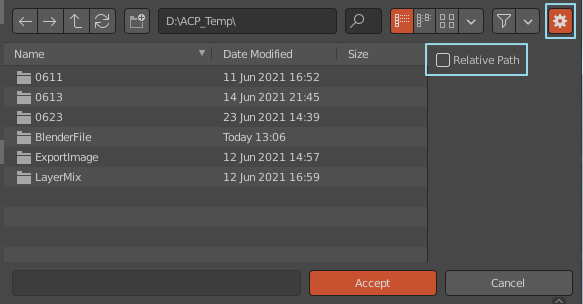 D:\ACP_Temp\
Name Date Modified Size
Relative Path
0611 11 Jun 2021 16:52
0613 14 Jun 2021 21:45
0623 23 Jun 2021 14:39
BlenderFile Today 13:06
ExportImage 12 Jun 2021 14:57
LayerMix 12 Jun 2021 16:59
Accept Cancel